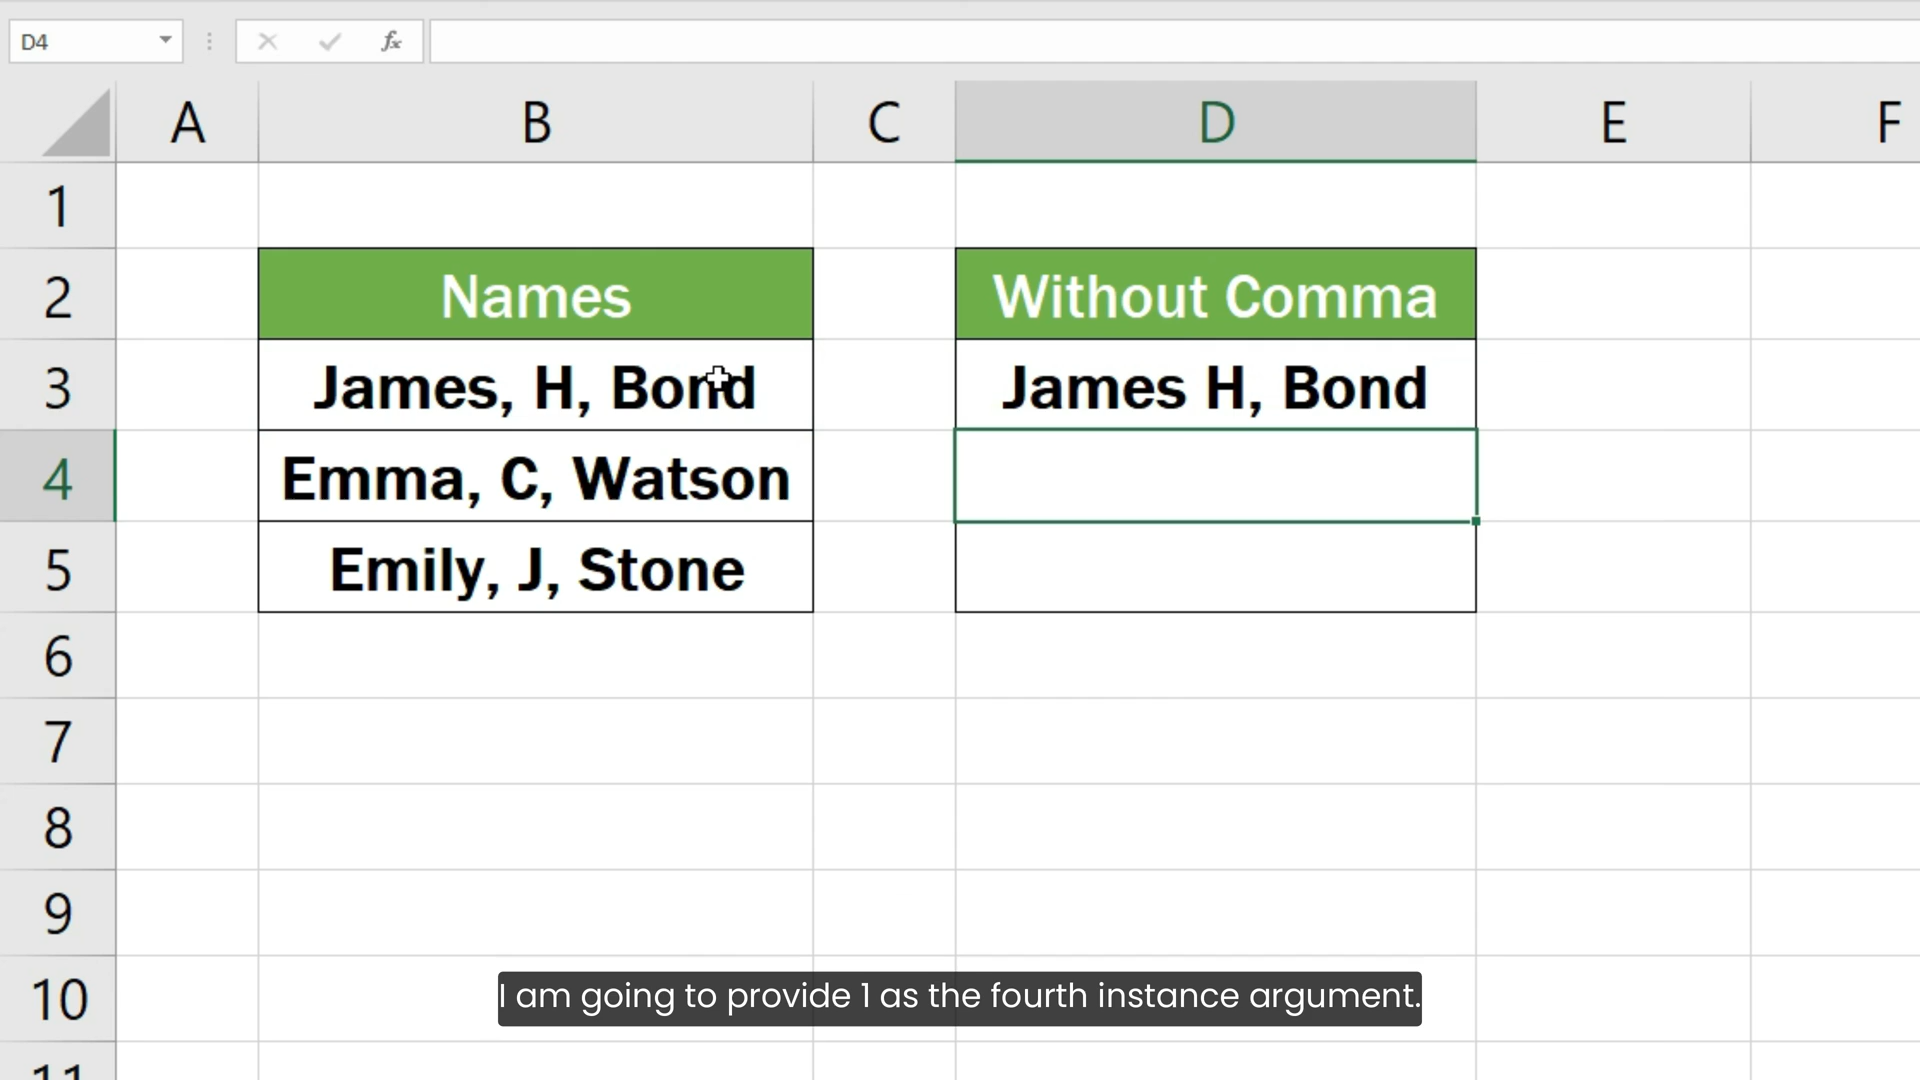 D4 fx
A B C D E F
1
2 Names Without Comma
3 James, H, Bond James H, Bond
4 Emma, C, Watson
5 Emily, J, Stone
6
7
8
9
10
I am going to provide 1 as the fourth instance argument.
11